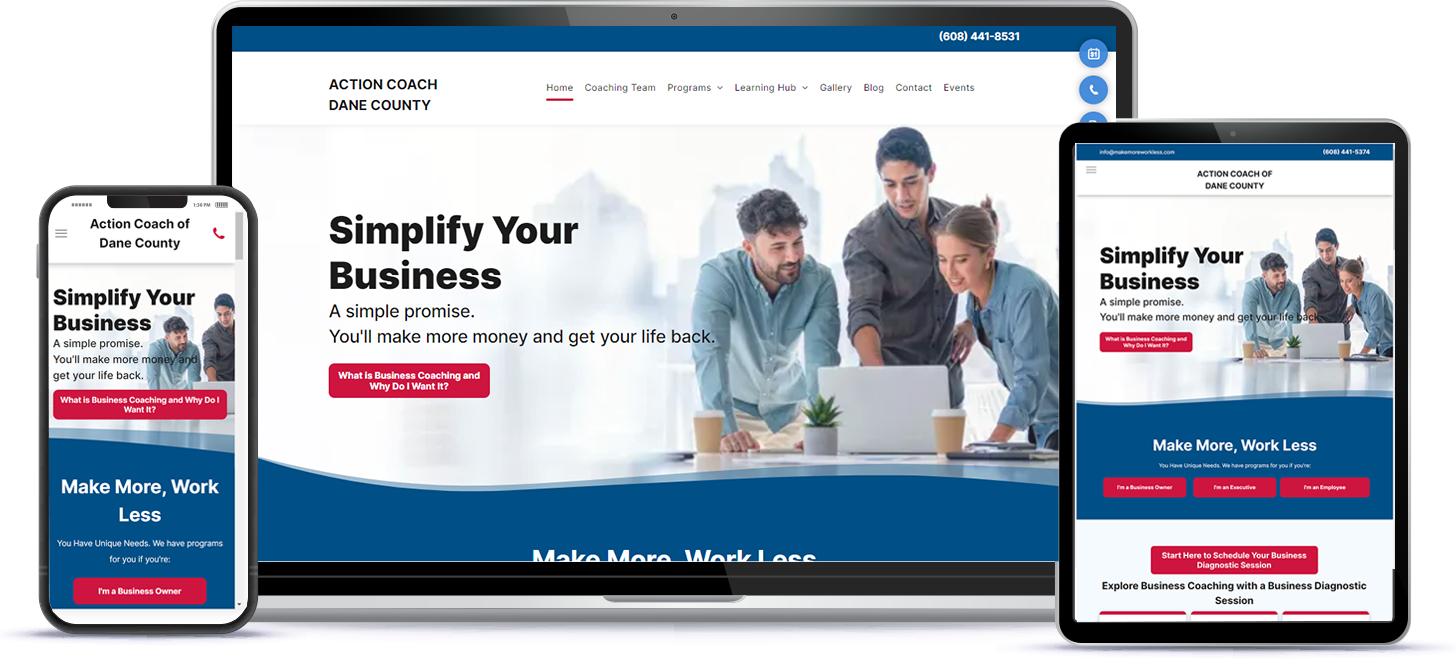 (608) 441-8531
ACTION COACH
DANE COUNTY
Home Coaching Team Programs Learning Hub Gallery Blog Contact Events
Simplify Your
Business
A simple promise.
You'll make more money and get your life back.
What is Business Coaching and
Why Do I Want It?
Make More, Work Less
1:36 PM
Action Coach of
Dane County
Simplify Your
Business
A simple promise.
You'll make more money and
get your life back.
What is Business Coaching and Why Do I
Want It?
Make More, Work
Less
You Have Unique Needs. We have programs
for you if you're:
I'm a Business Owner
info@makemoreworkless.com (608) 441-5374
ACTION COACH OF
DANE COUNTY
Simplify Your
Business
A simple promise.
You'll make more money and get your life back.
What is Business Coaching and
Why Do I Want It?
Make More, Work Less
You Have Unique Needs. We have programs for you if you're:
I'm a Business Owner I'm an Executive I'm an Employee
Start Here to Schedule Your Business
Diagnostic Session
Explore Business Coaching with a Business Diagnostic
Session